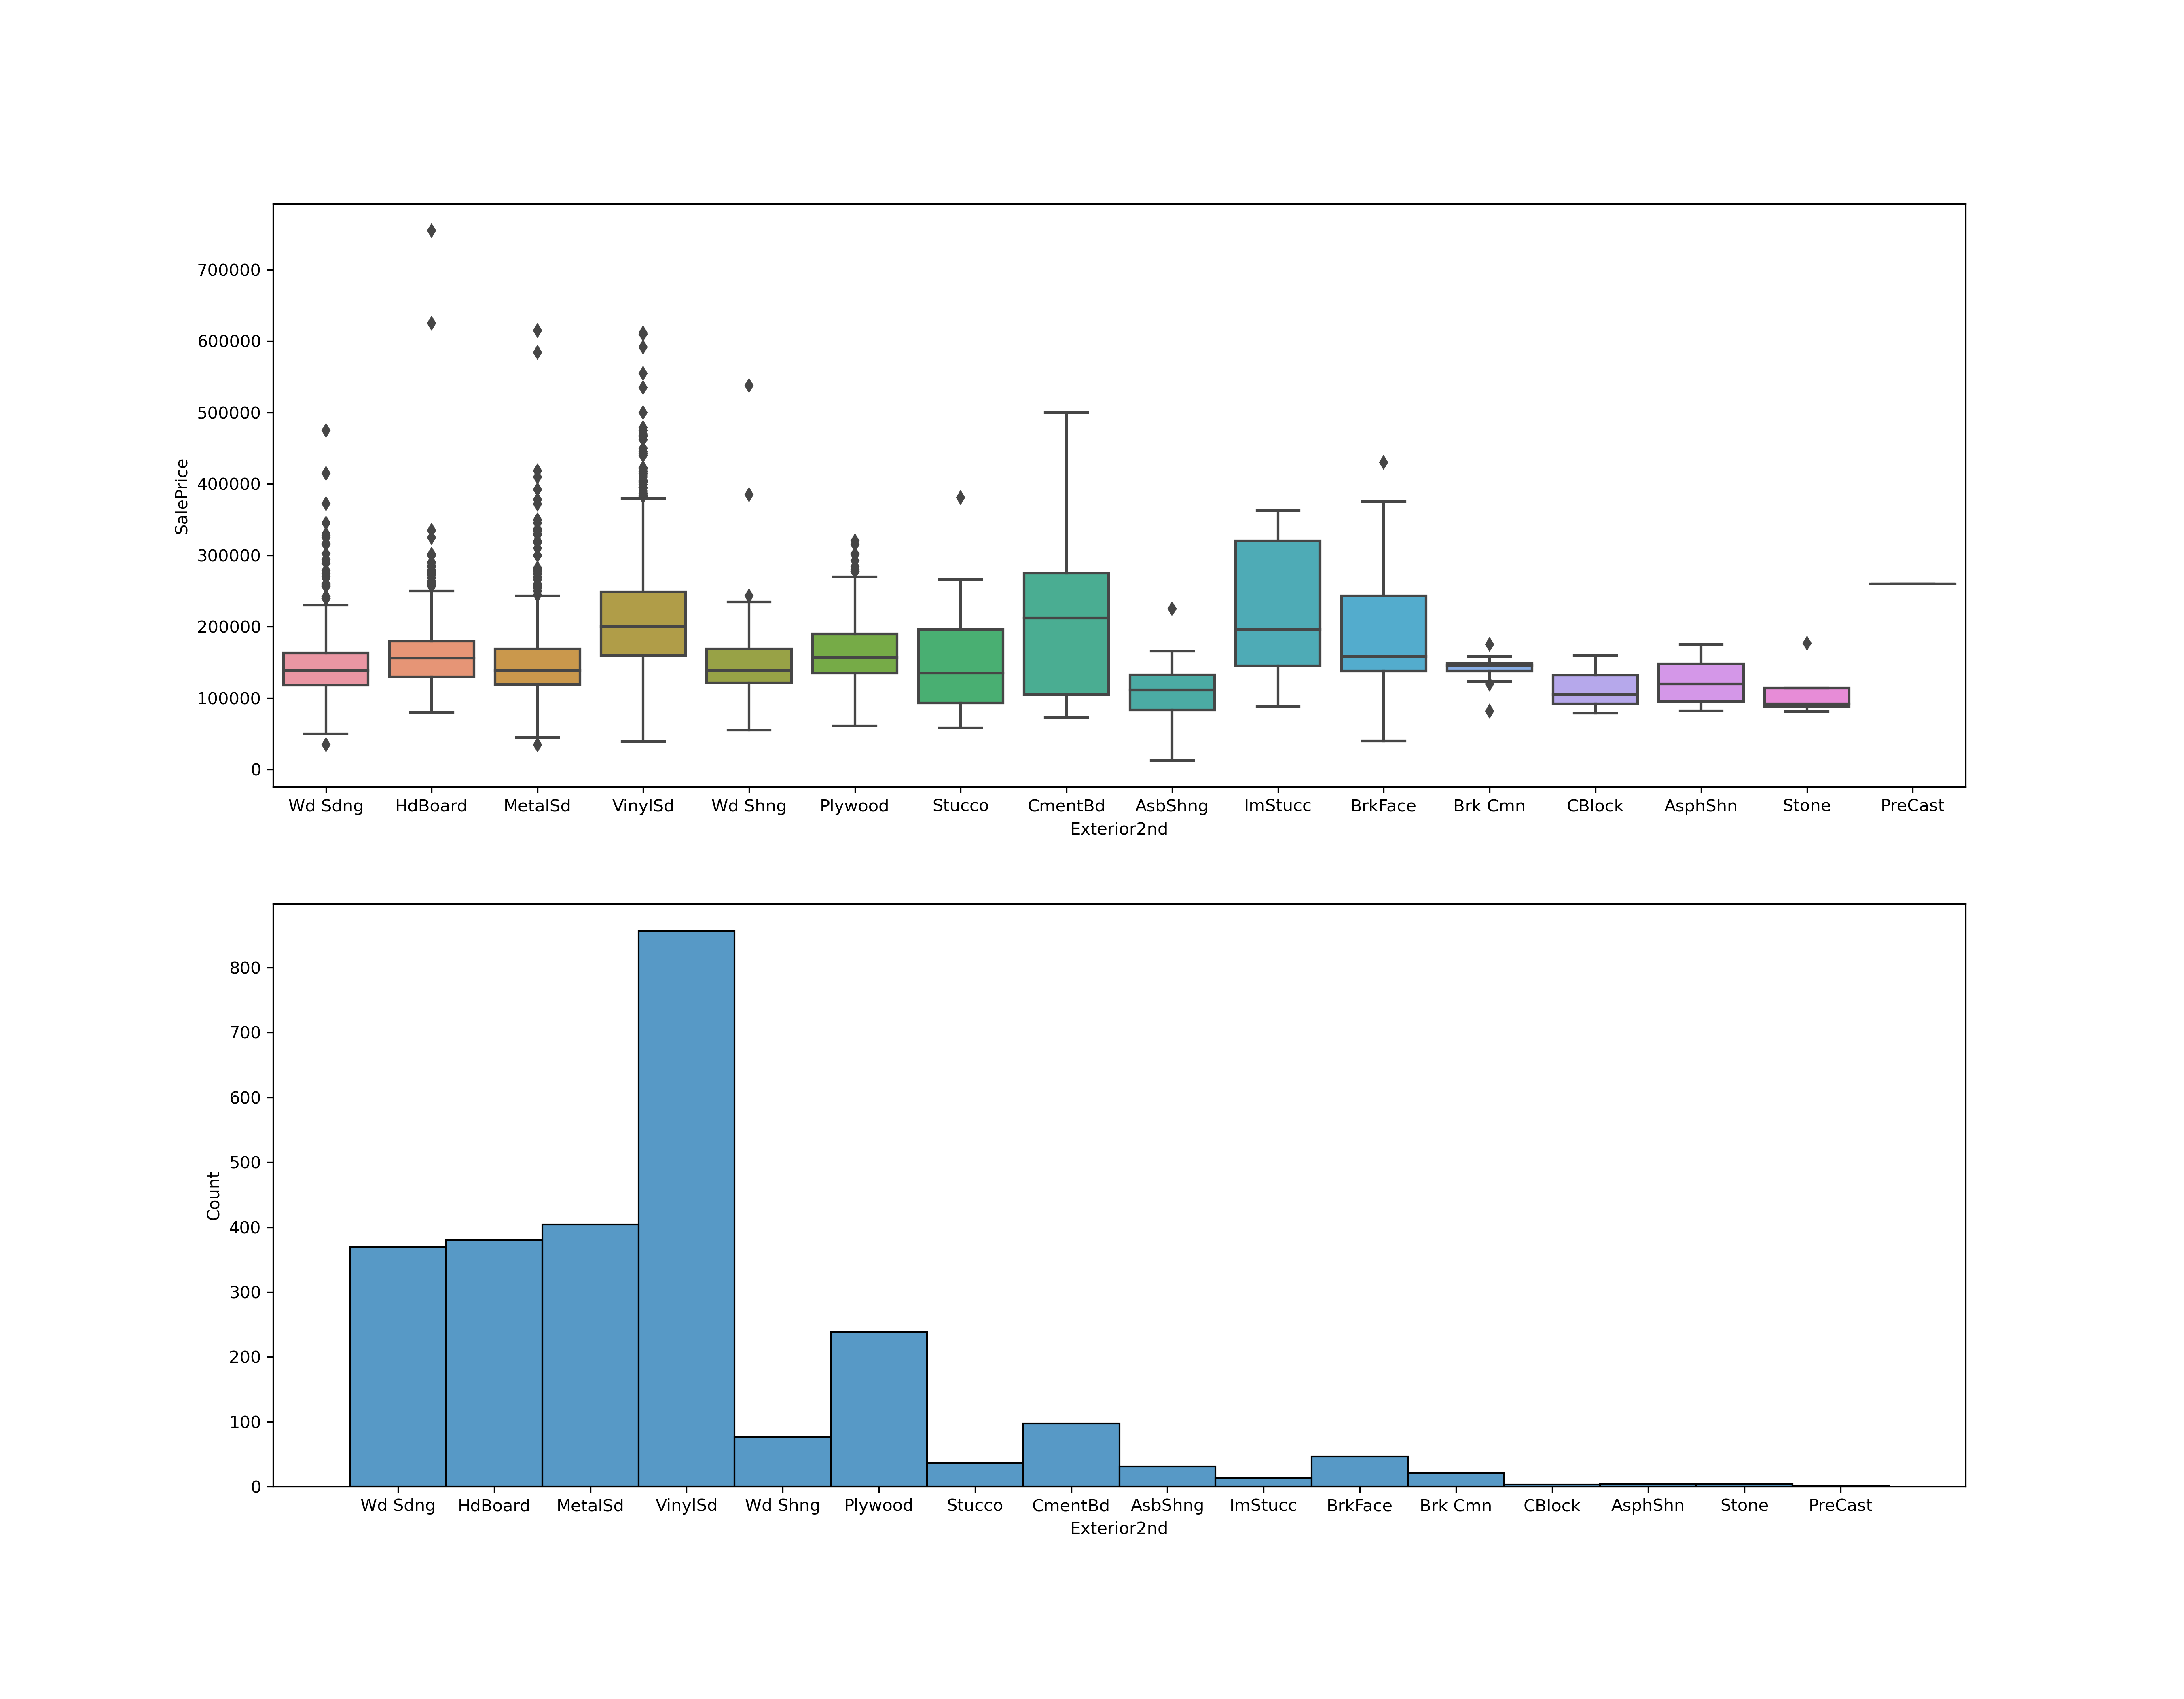 SalePrice
700000
600000
500000
400000
300000
200000
100000
0
Wd Sdng HdBoard MetalSd VinylSd Wd Shng Plywood Stucco CmentBd AsbShng ImStucc BrkFace Brk Cmn CBlock AsphShn Stone PreCast
Exterior2nd
Count
800
700
600
500
400
300
200
100
0
Wd Sdng HdBoard MetalSd VinylSd Wd Shng Plywood Stucco CmentBd AsbShng ImStucc BrkFace Brk Cmn CBlock AsphShn Stone PreCast
Exterior2nd